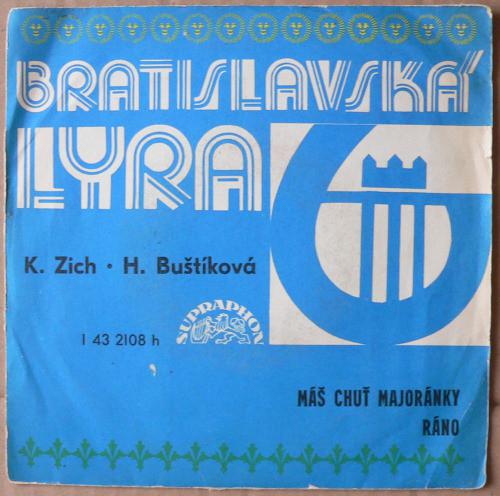 BRATISLAVSKÁ
LYRA
K. Zich • H. Buštíková
SUPRAPHON
1 43 2108 h
MÁŠ CHUŤ MAJORÁNKY
RÁNO